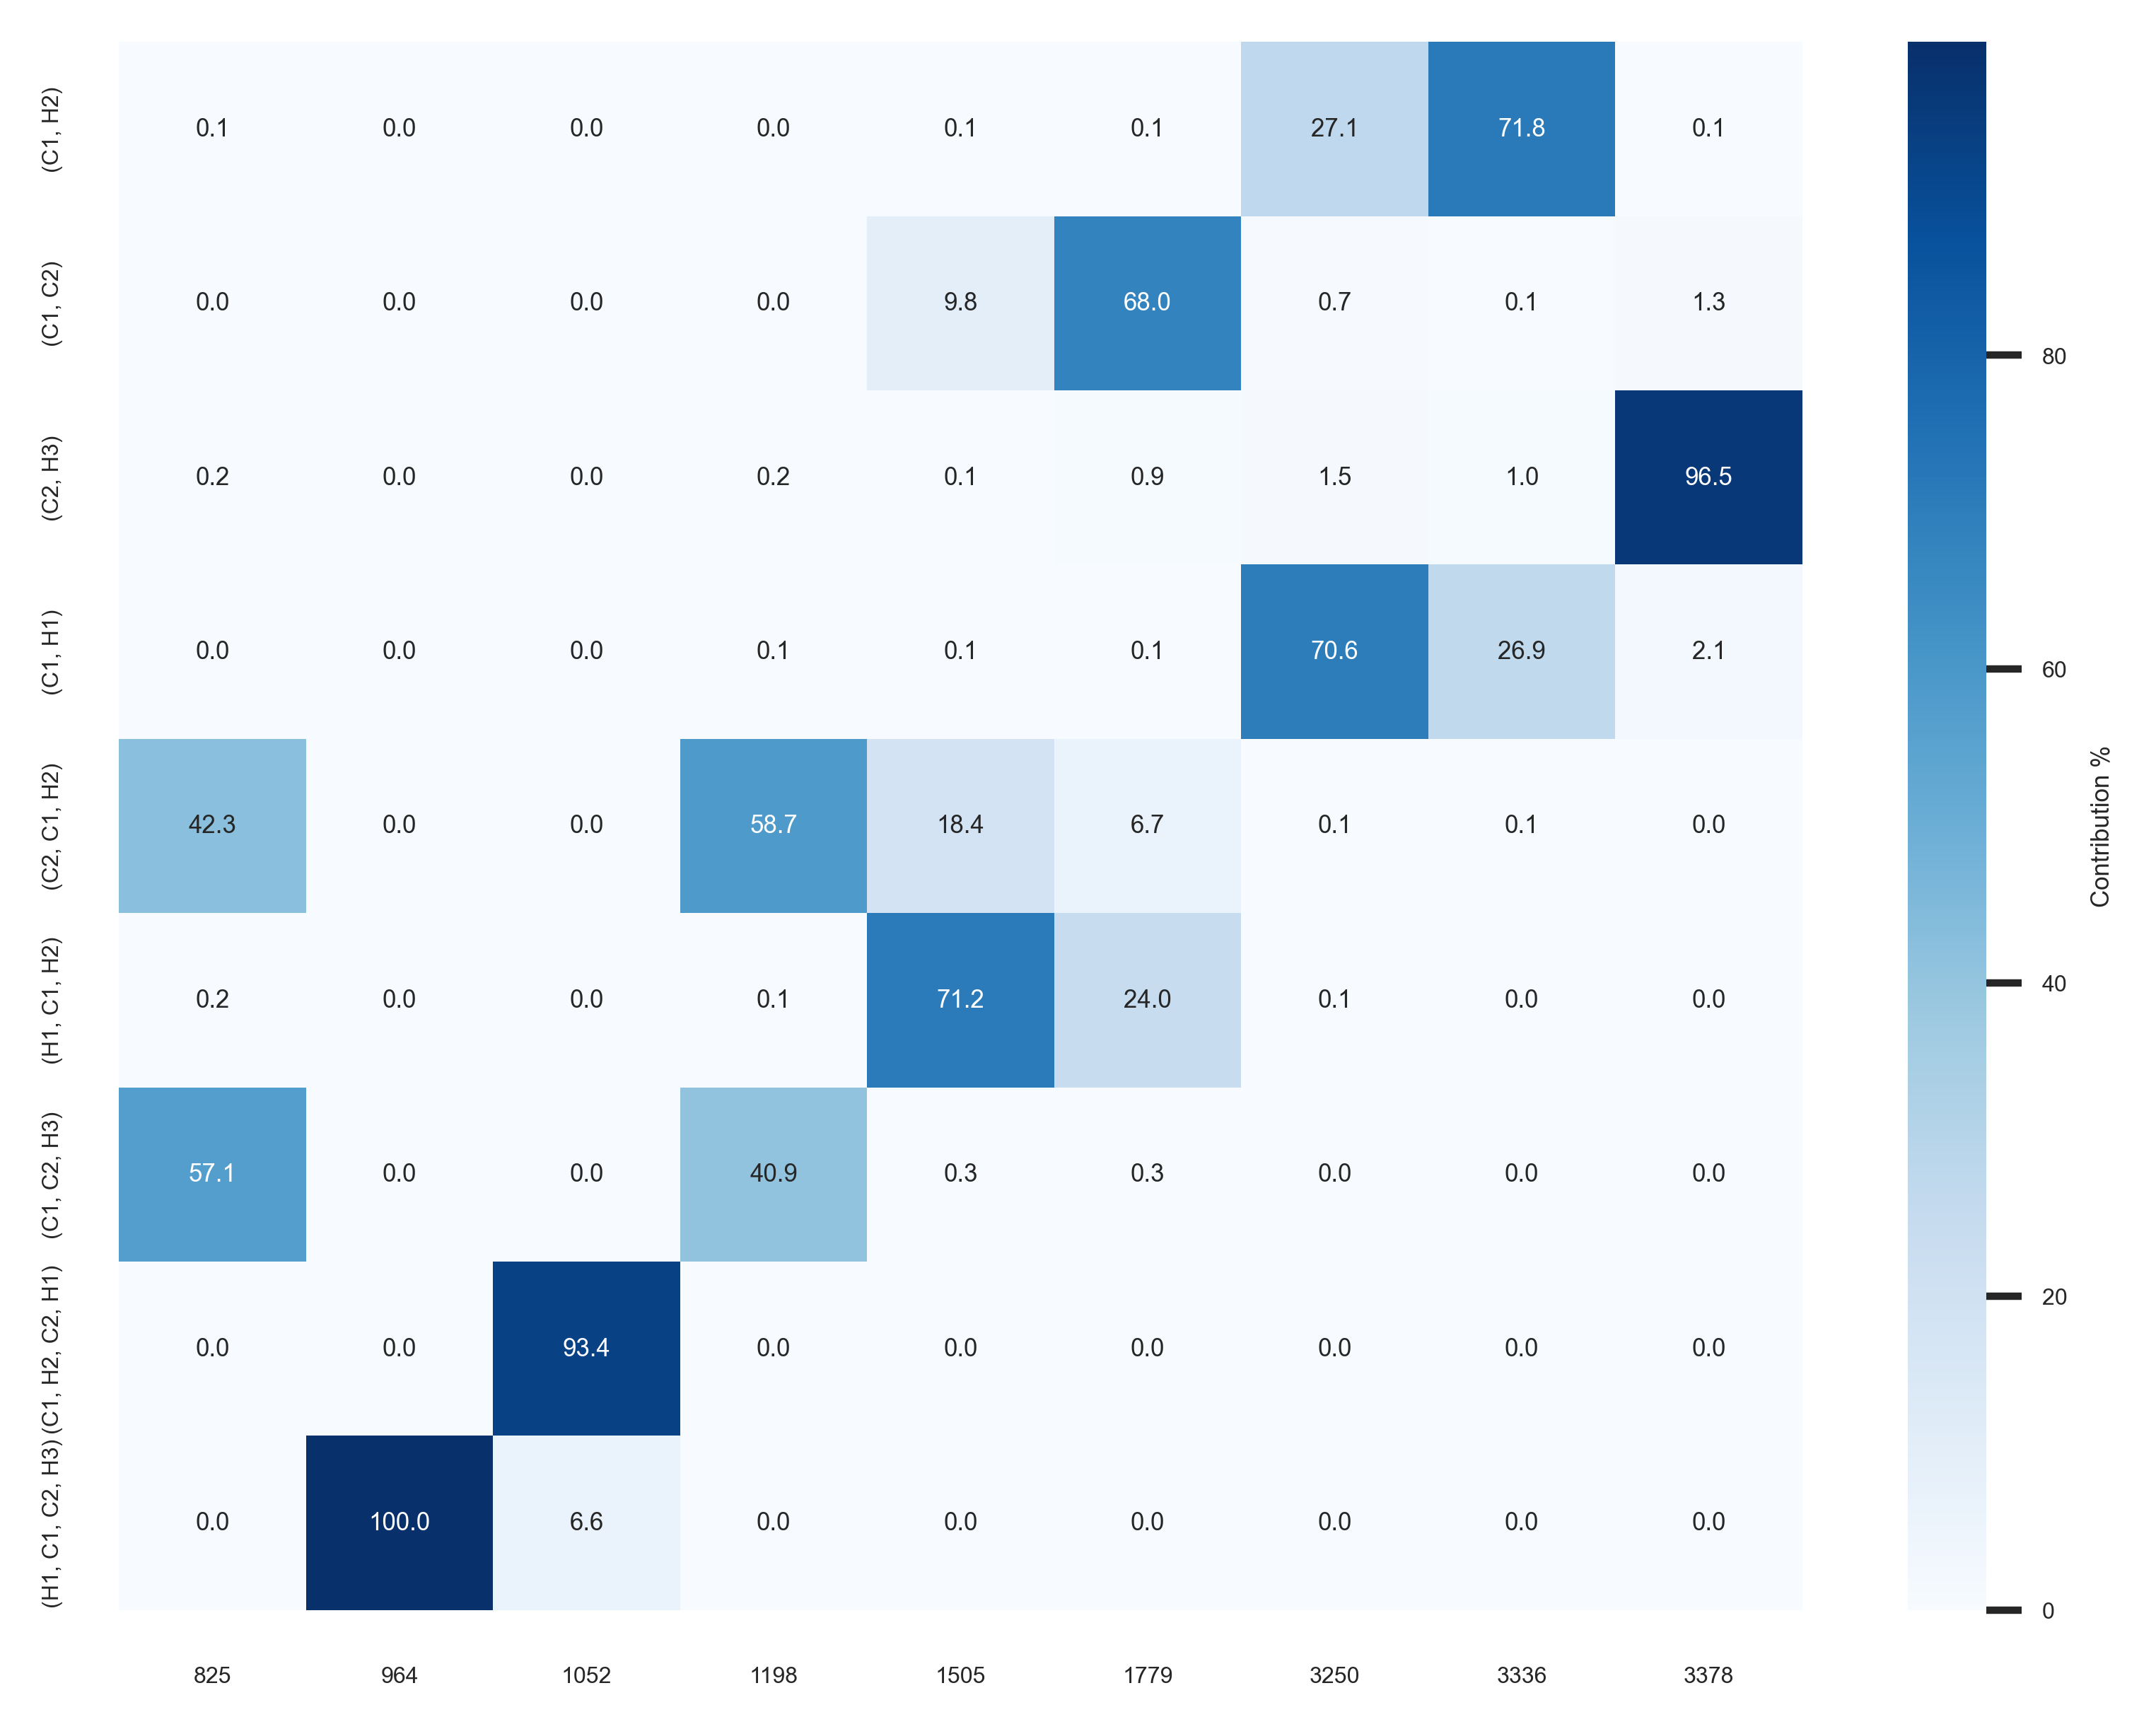 (C1, H2) 0.1 0.0 0.0 0.0 0.1 0.1 27.1 71.8 0.1
(C1, C2) 0.0 0.0 0.0 0.0 9.8 68.0 0.7 0.1 1.3
(C2, H3) 0.2 0.0 0.0 0.2 0.1 0.9 1.5 1.0 96.5
(C1, H1) 0.0 0.0 0.0 0.1 0.1 0.1 70.6 26.9 2.1
(C2, C1, H2) 42.3 0.0 0.0 58.7 18.4 6.7 0.1 0.1 0.0
(H1, C1, H2) 0.2 0.0 0.0 0.1 71.2 24.0 0.1 0.0 0.0
(C1, C2, H3) 57.1 0.0 0.0 40.9 0.3 0.3 0.0 0.0 0.0
(C1, H2, C2, H1) 0.0 0.0 93.4 0.0 0.0 0.0 0.0 0.0 0.0
(H1, C1, C2, H3) 0.0 100.0 6.6 0.0 0.0 0.0 0.0 0.0 0.0
825 964 1052 1198 1505 1779 3250 3336 3378
80
60
40
20
0
Contribution %